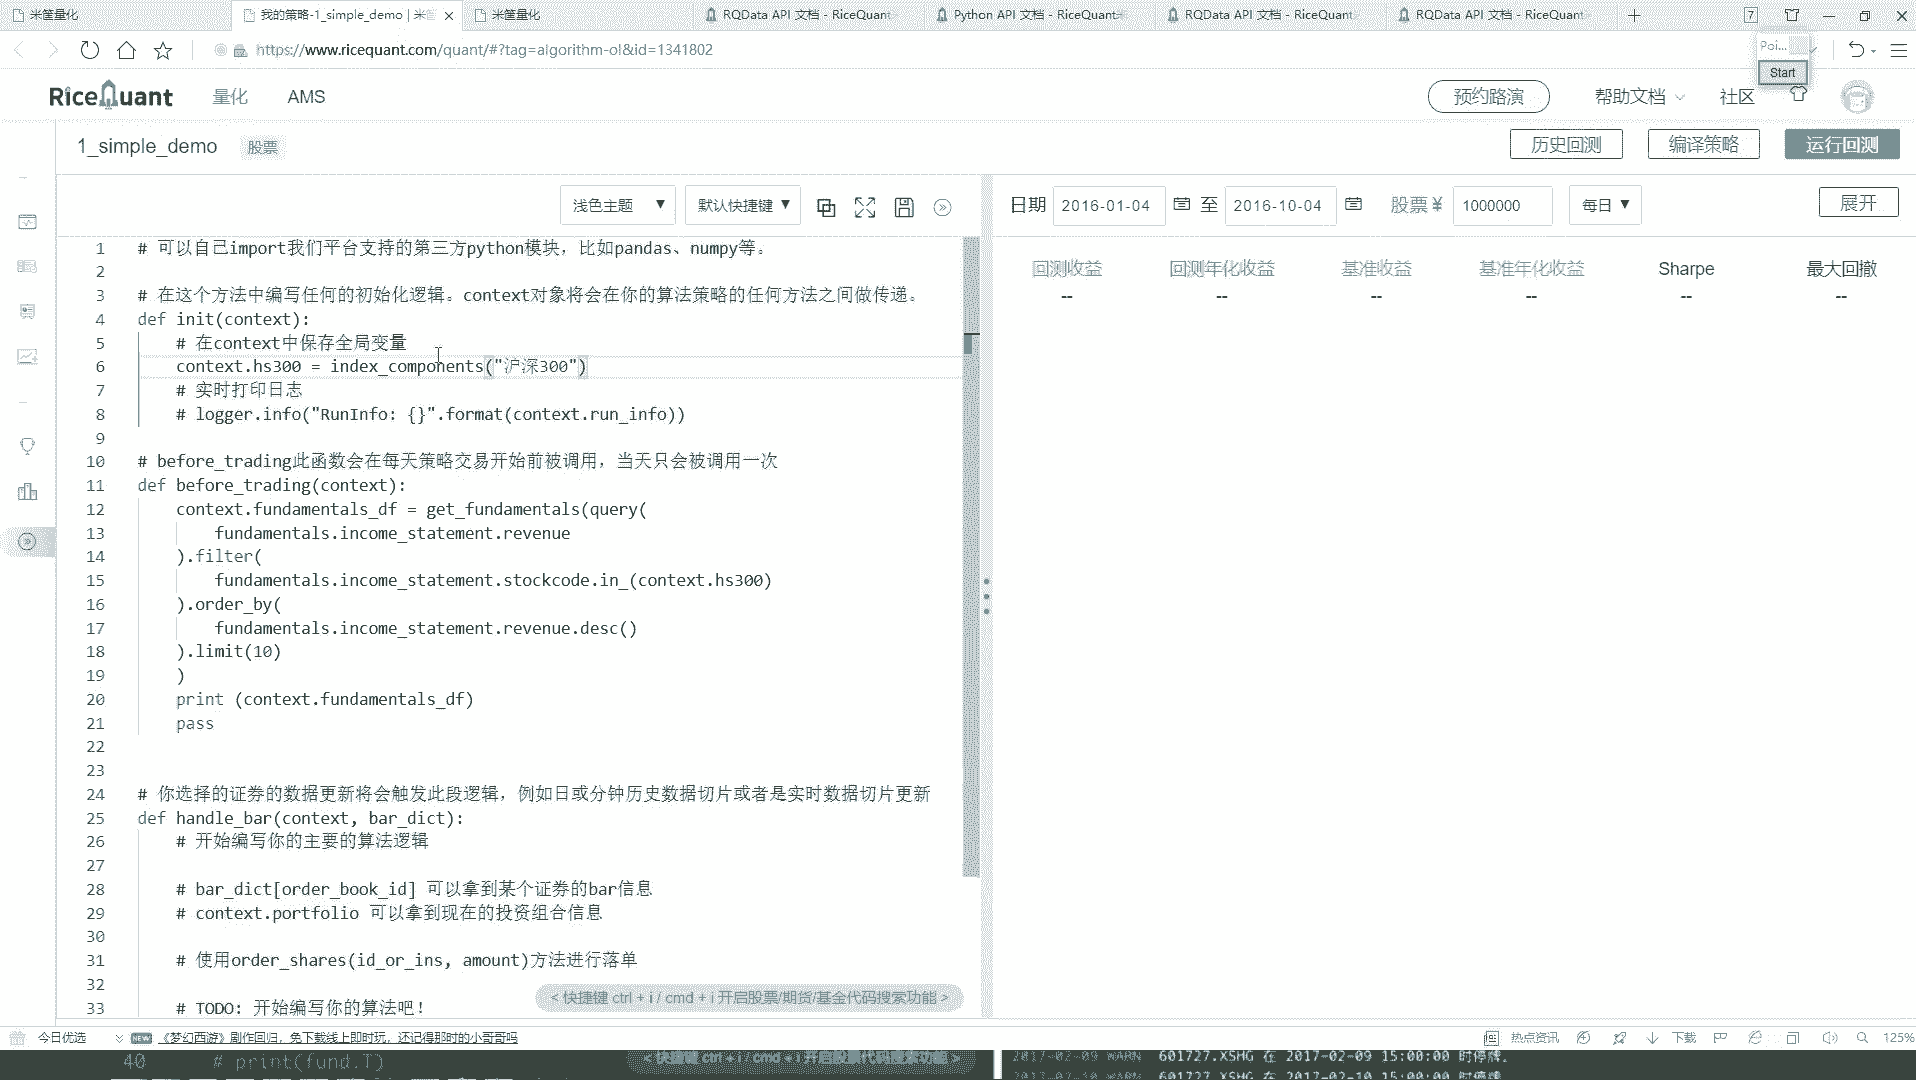 米筐量化
我的策略-1_simple_demo | 米筐
米筐量化
RQData API 文档 - RiceQuant
Python API 文档 - RiceQuant
RQData API 文档 - RiceQuant
RQData API 文档 - RiceQuant
7
https://www.ricequant.com/quant/#?tag=algorithm-ol&id=1341802
Poi...
Start
RiceQuant
量化
AMS
预约路演
帮助文档
社区
1_simple_demo
股票
历史回测
编译策略
运行回测
浅色主题 ▼
默认快捷键 ▼
日期
2016-01-04
至
2016-10-04
股票¥
1000000
每日 ▼
展开
回测收益
回测年化收益
基准收益
基准年化收益
Sharpe
最大回撤
-- -- -- -- -- --
1 # 可以自己import我们平台支持的第三方python模块，比如pandas、numpy等。
2
3 # 在这个方法中编写任何的初始化逻辑。context对象将会在你的算法策略的任何方法之间做传递。
4 def init(context):
5 # 在context中保存全局变量
6 context.hs300 = index_components("沪深300")
7 # 实时打印日志
8 # logger.info("RunInfo: {}".format(context.run_info))
9
10 # before_trading此函数会在每天策略交易开始前被调用，当天只会被调用一次
11 def before_trading(context):
12 context.fundamentals_df = get_fundamentals(query(
13 fundamentals.income_statement.revenue
14 ).filter(
15 fundamentals.income_statement.stockcode.in_(context.hs300)
16 ).order_by(
17 fundamentals.income_statement.revenue.desc()
18 ).limit(10)
19 )
20 print (context.fundamentals_df)
21 pass
22
23
24 # 你选择的证券的数据更新将会触发此段逻辑，例如日或分钟历史数据切片或者是实时数据切片更新
25 def handle_bar(context, bar_dict):
26 # 开始编写你的主要的算法逻辑
27
28 # bar_dict[order_book_id] 可以拿到某个证券的bar信息
29 # context.portfolio 可以拿到现在的投资组合信息
30
31 # 使用order_shares(id_or_ins, amount)方法进行落单
32
33 # TODO: 开始编写你的算法吧！
< 快捷键 ctrl + i / cmd + i 开启股票/期货/基金代码搜索功能 >
今日优选
NEW
《梦幻西游》剧作回归，免下载线上即时玩，还记得那时的小哥哥吗
热点资讯
下载
125%
40 # print(fund.T)
< 快捷键 ctrl + i / cmd + i 开启股票代码搜索功能 >
2017-02-09 WARN 601727.XSHG 在 2017-02-09 15:00:00 时停牌。
2017-02-10 WARN 601727.XSHG 在 2017-02-10 15:00:00 时停牌。